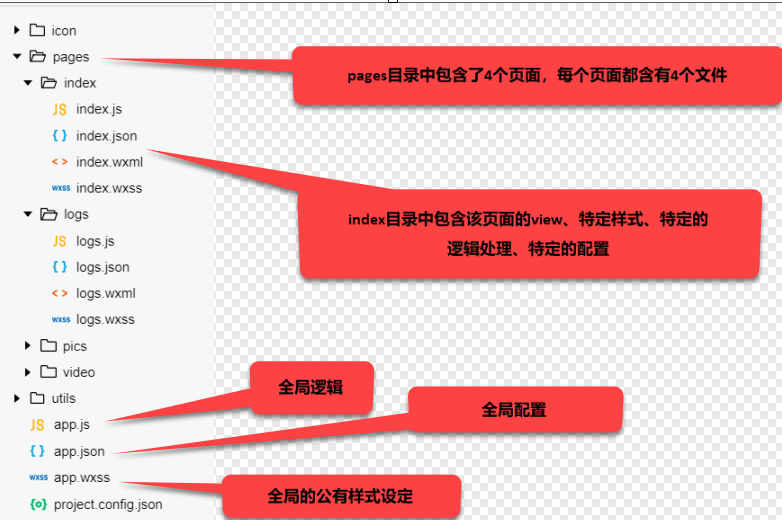 icon
pages
index
index.js
index.json
index.wxml
index.wxss
logs
logs.js
logs.json
logs.wxml
logs.wxss
pics
video
utils
app.js
app.json
app.wxss
project.config.json
pages目录中包含了4个页面，每个页面都含有4个文件
index目录中包含该页面的view、特定样式、特定的
逻辑处理、特定的配置
全局逻辑
全局配置
全局的公有样式设定